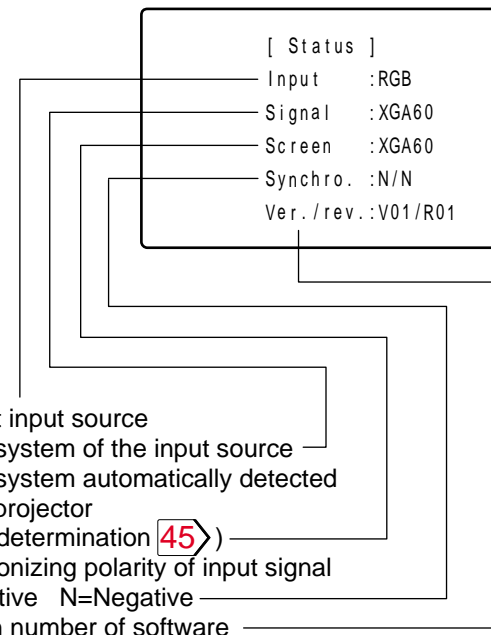 [ Status ]
Input :RGB
Signal :XGA60
Screen :XGA60
Synchro. :N/N
Ver./rev.:V01/R01
input source
system of the input source
system automatically detected
projector
determination 45 )
onizing polarity of input signal
tive N=Negative
number of software